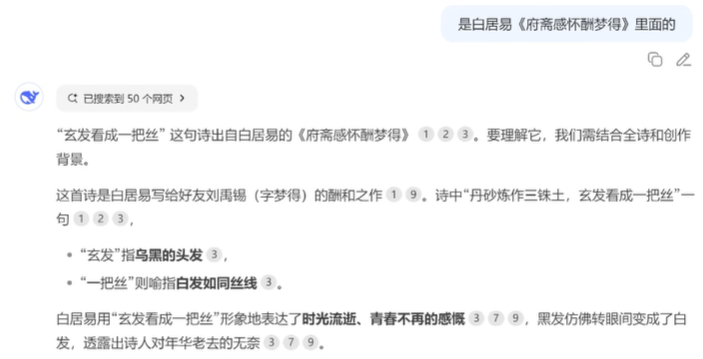 是白居易《府斋感怀酬梦得》里面的
已搜索到 50 个网页 >
“玄发看成一把丝” 这句诗出自白居易的《府斋感怀酬梦得》 1 2 3 。要理解它，我们需结合全诗和创作
背景。
这首诗是白居易写给好友刘禹锡（字梦得）的酬和之作 1 9 。诗中“丹砂炼作三铢土，玄发看成一把丝”一
句 1 2 3 ，
• “玄发”指乌黑的头发 3 ，
• “一把丝”则喻指白发如同丝线 3 。
白居易用“玄发看成一把丝”形象地表达了时光流逝、青春不再的感慨 3 7 9 ，黑发仿佛转眼间变成了白
发，透露出诗人对年华老去的无奈 3 7 9 。